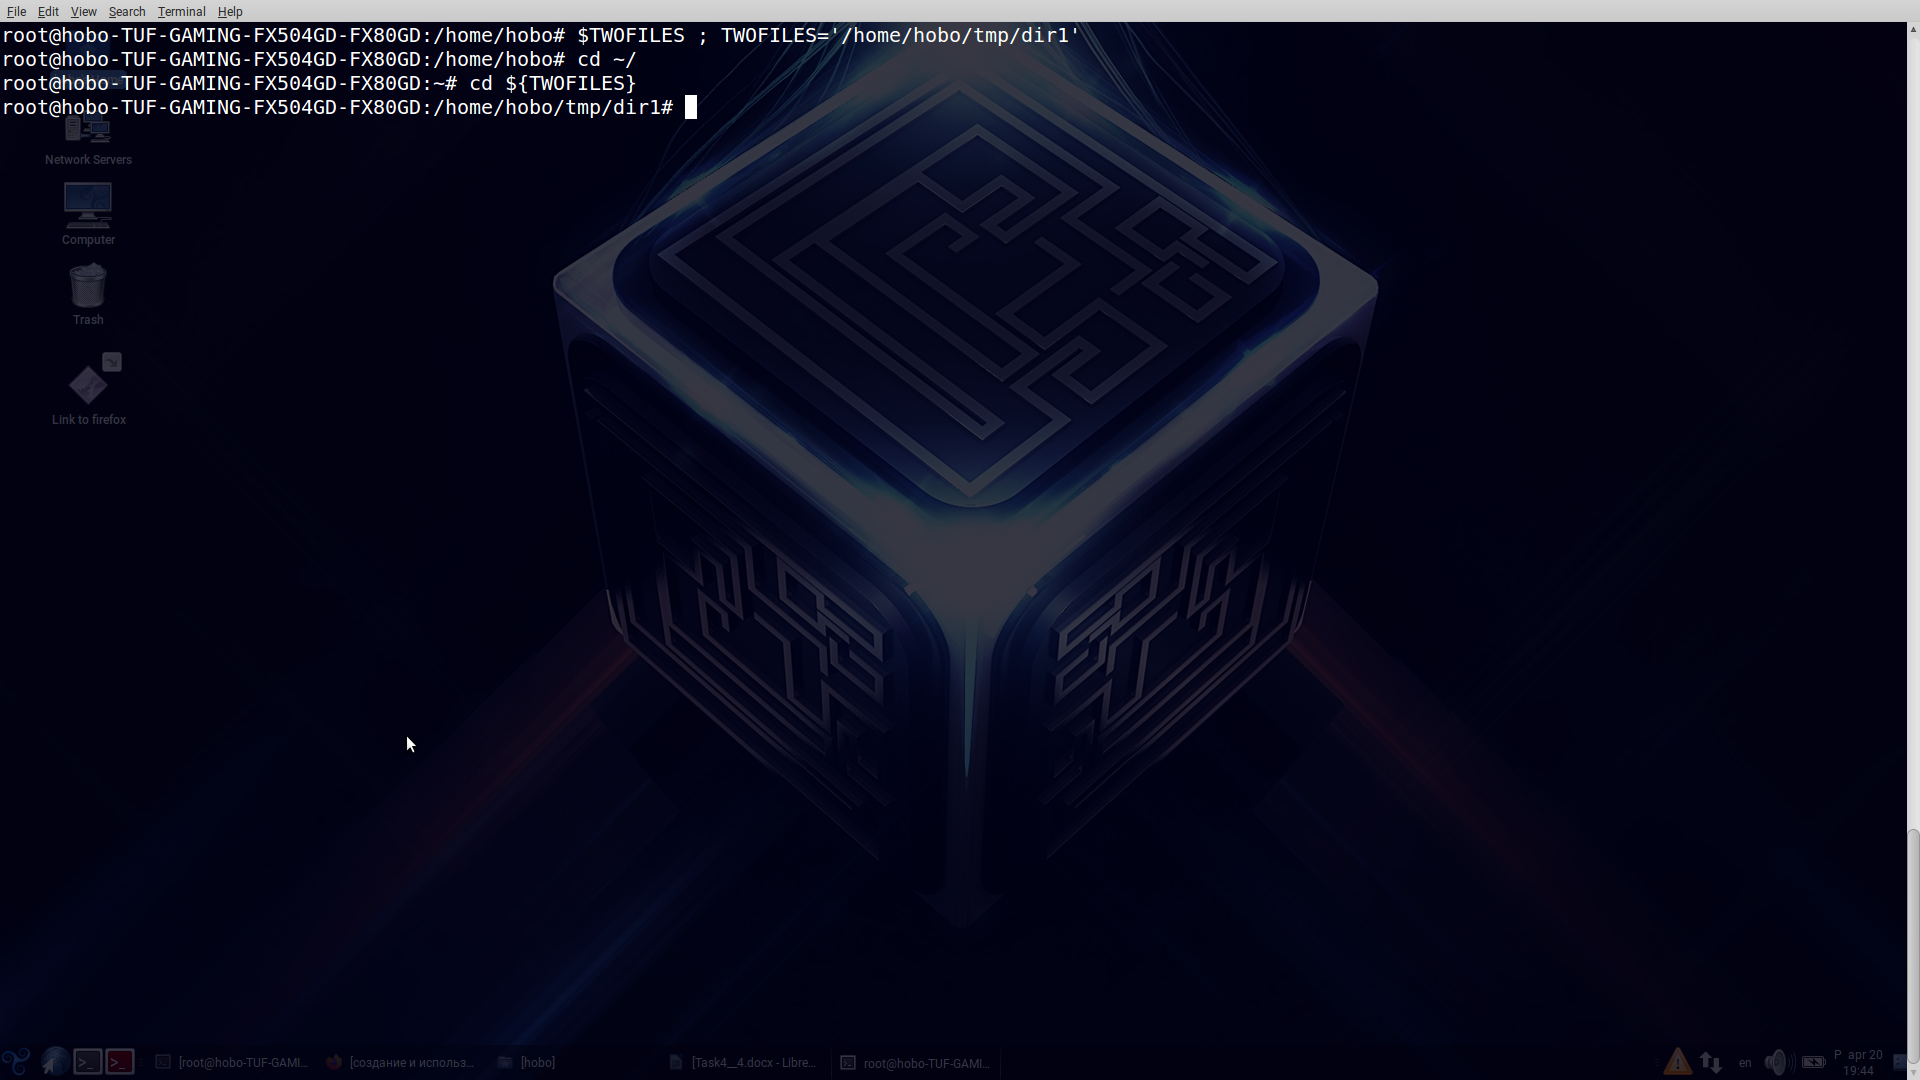 File Edit View Search Terminal Help
root@hobo-TUF-GAMING-FX504GD-FX80GD:/home/hobo# $TWOFILES ; TWOFILES='/home/hobo/tmp/dir1'
root@hobo-TUF-GAMING-FX504GD-FX80GD:/home/hobo# cd ~/
root@hobo-TUF-GAMING-FX504GD-FX80GD:~# cd ${TWOFILES}
root@hobo-TUF-GAMING-FX504GD-FX80GD:/home/hobo/tmp/dir1#
Network Servers
Computer
Trash
Link to firefox
[root@hobo-TUF-GAMI... [создание и использ... [hobo] [Task4__4.docx - Libre... root@hobo-TUF-GAMI... en P apr 20
19:44